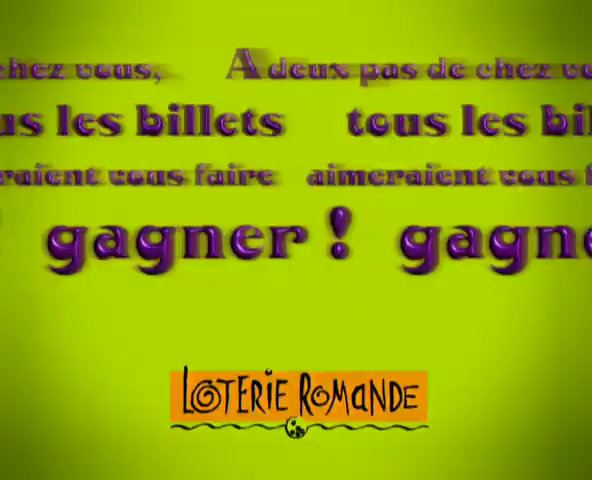 chez vous, A deux pas de chez vo
us les billets tous les bil
raient vous faire aimeraient vous f
! gagner ! gagne
LOTERIE ROMANDE